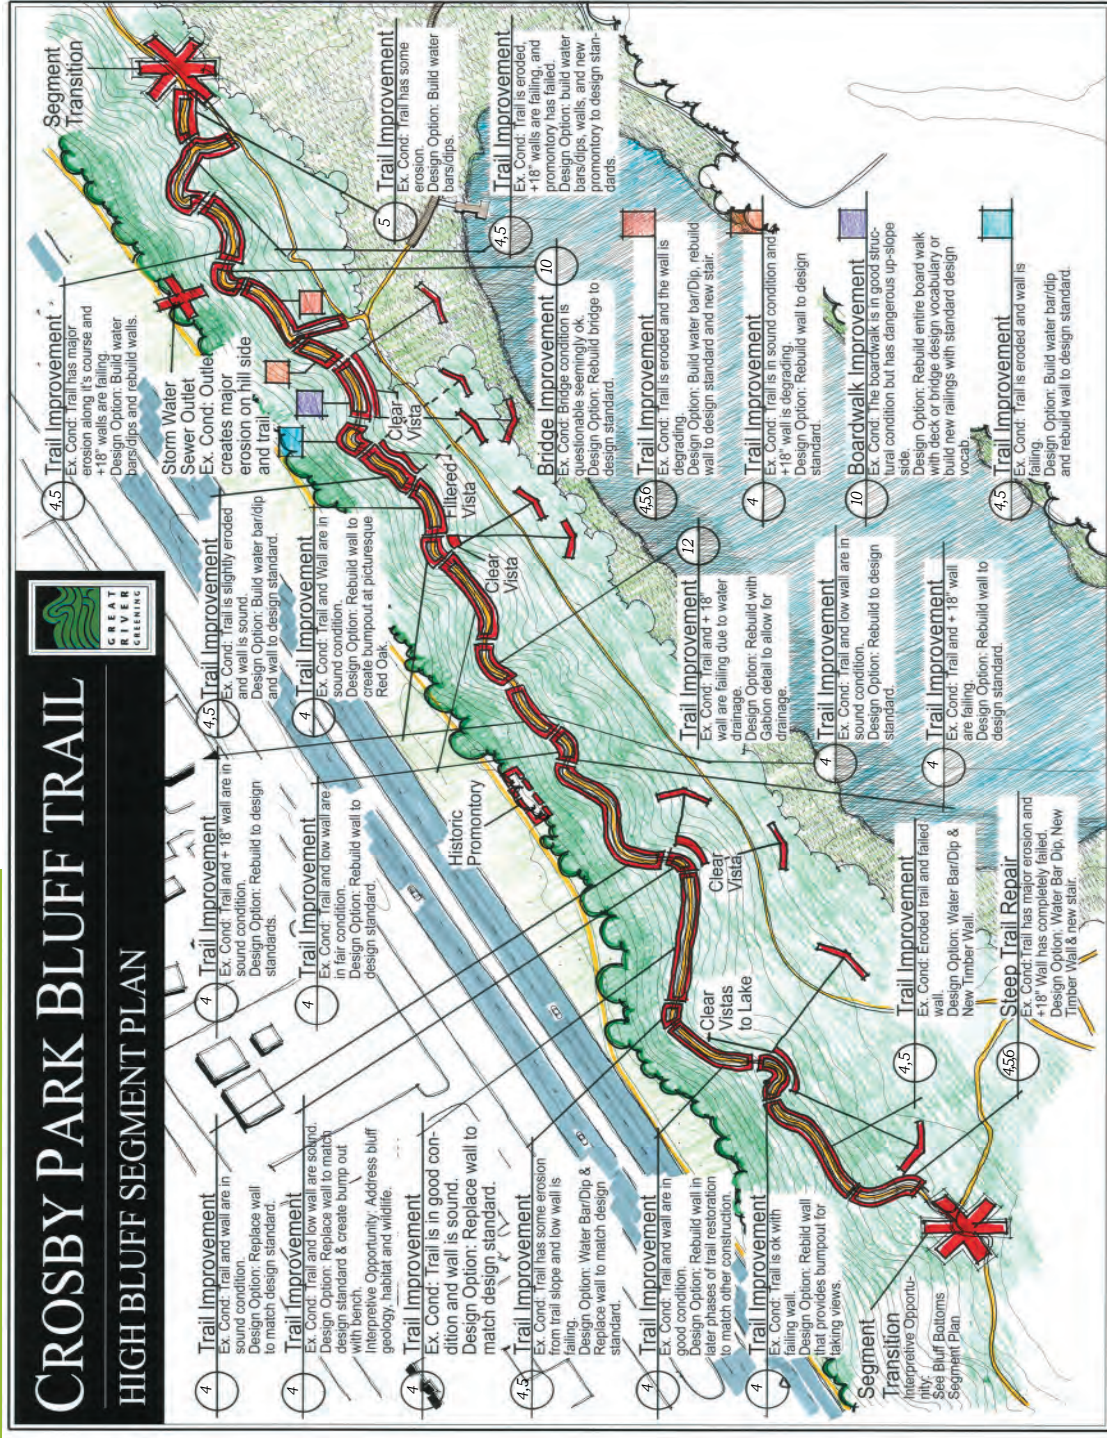 CROSBY PARK BLUFF TRAIL
HIGH BLUFF SEGMENT PLAN
GREAT
RIVER
GREENING
4
Trail Improvement
Ex. Cond: Trail and wall are in
sound condition.
Design Option: Replace wall
to match design standard.
4
Trail Improvement
Ex. Cond: Trail and low wall are sound.
Design Option: Replace wall to match
design standard & create bump out
with bench.
Interpretive Opportunity: Address bluff
geology, habitat and wildlife.
4
Trail Improvement
Ex. Cond: Trail is in good con-
dition and wall is sound.
Design Option: Replace wall to
match design standard.
4,5
Trail Improvement
Ex. Cond: Trail has some erosion
from trail slope and low wall is
failing.
Design Option: Water Bar/Dip &
Replace wall to match design
standard.
4
Trail Improvement
Ex. Cond: Trail and wall are in
good condition.
Design Option: Rebuild wall in
later phases of trail restoration
to match other construction.
4
Trail Improvement
Ex. Cond: Trail is ok with
failing wall.
Design Option: Rebild wall
that provides bumpout for
taking views.
Segment
Transition
Interpretive Opportu-
nity:
See Bluff Bottoms
Segment Plan
4
Trail Improvement
Ex. Cond: Trail and + 18" wall are in
sound condition.
Design Option: Rebuild to design
standards.
4
Trail Improvement
Ex. Cond: Trail and low wall are
in fair condition.
Design Option: Rebuild wall to
design standard.
Historic
Promontory
4,5
Trail Improvement
Ex. Cond: Trail is slightly eroded
and wall is sound.
Design Option: Build water bar/dip
and wall to design standard.
4
Trail Improvement
Ex. Cond: Trail and Wall are in
sound condition.
Design Option: Rebuild wall to
create bumpout at picturesque
Red Oak.
4,5
Trail Improvement
Ex. Cond: Trail has major
erosion along it's course and
+18" walls are failing.
Design Option: Build water
bars/dips and rebuild walls.
Storm Water
Sewer Outlet
Ex. Cond: Outlet
creates major
erosion on hill side
and trail
Segment
Transition
5
Trail Improvement
Ex. Cond: Trail has some
erosion.
Design Option: Build water
bars/dips.
4,5
Trail Improvement
Ex. Cond: Trail is eroded,
+18" walls are failing, and
promontory has failed.
Design Option: build water
bars/dips, walls, and new
promontory to design stan-
dards.
10
Bridge Improvement
Ex. Cond: Bridge condition is
questionable seemingly ok.
Design Option: Rebuild bridge to
design standard.
4,5,6
Trail Improvement
Ex. Cond: Trail is eroded and the wall is
degrading.
Design Option: Build water bar/Dip, rebuild
wall to design standard and new stair.
4
Trail Improvement
Ex. Cond: Trail is in sound condition and
+18" wall is degrading.
Design Option: Rebuild wall to design
standard.
10
Boardwalk Improvement
Ex. Cond: The boardwalk is in good struc-
tural condition but has dangerous up-slope
side.
Design Option: Rebuild entire board walk
with deck or bridge design vocabulary or
build new railings with standard design
vocab.
4,5
Trail Improvement
Ex. Cond: Trail is eroded and wall is
failing.
Design Option: Build water bar/dip
and rebuild wall to design standard.
Clear
Vista
Filtered
Vista
Clear
Vista
12
Trail Improvement
Ex. Cond: Trail and + 18"
wall are failing due to water
drainage.
Design Option: Rebuild with
Gabion detail to allow for
drainage.
4
Trail Improvement
Ex. Cond: Trail and low wall are in
sound condition.
Design Option: Rebuild to design
standard.
4
Trail Improvement
Ex. Cond: Trail and + 18" wall
are failing.
Design Option: Rebuild wall to
design standard.
Clear
Vista
Clear
Vistas
to Lake
4,5
Trail Improvement
Ex. Cond: Eroded trail and failed
wall.
Design Option: Water Bar/Dip &
New Timber Wall.
4,5,6
Steep Trail Repair
Ex. Cond: Trail has major erosion and
+18" Wall has completely failed.
Design Option: Water Bar Dip, New
Timber Wall & new stair.